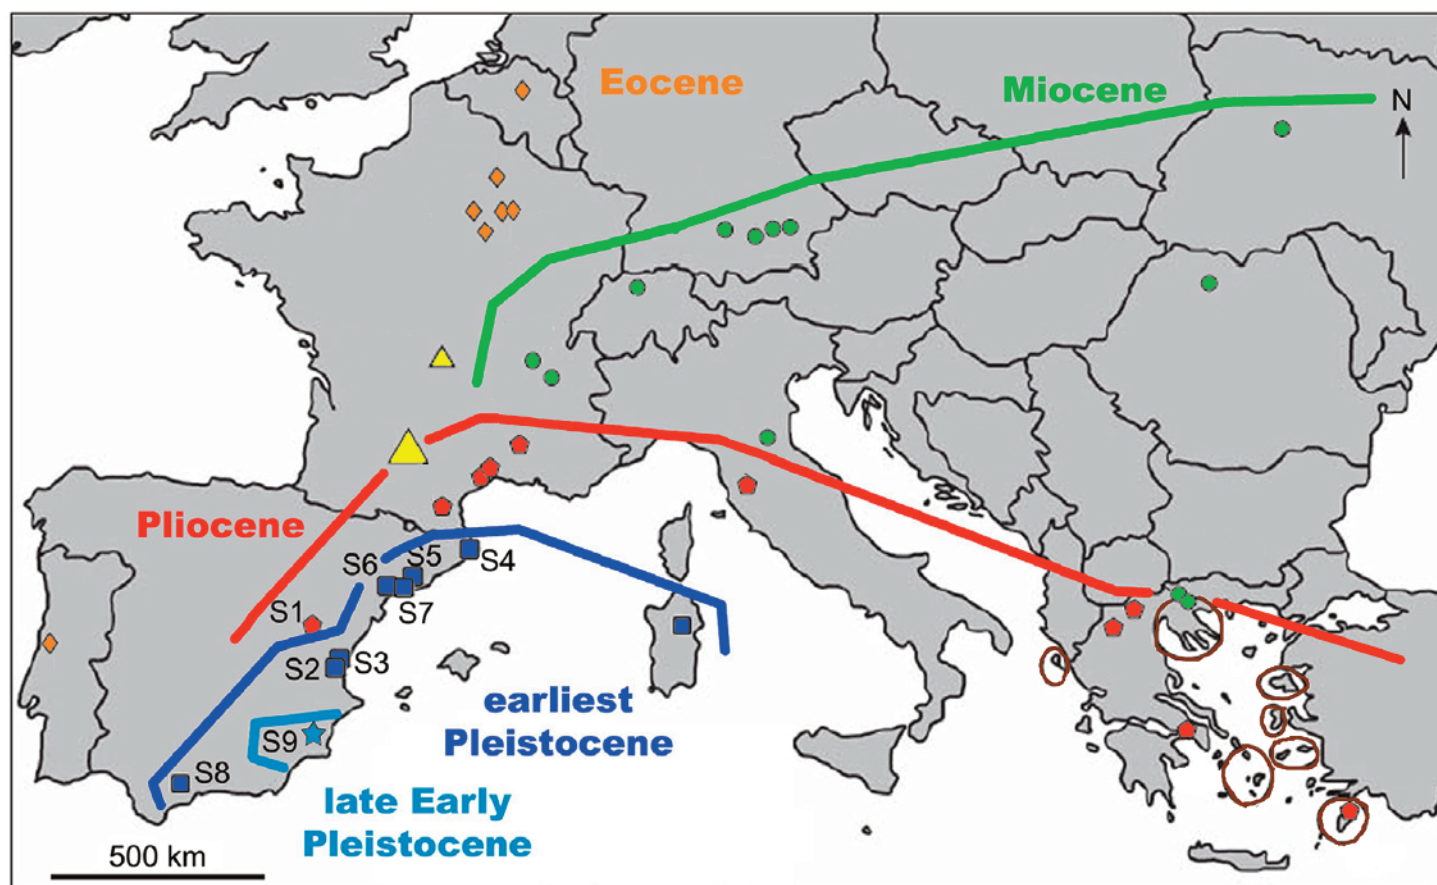 Eocene
Miocene
N
Pliocene
S6
S5
S4
S7
S1
S3
S2
earliest
Pleistocene
S9
S8
late Early
Pleistocene
500 km